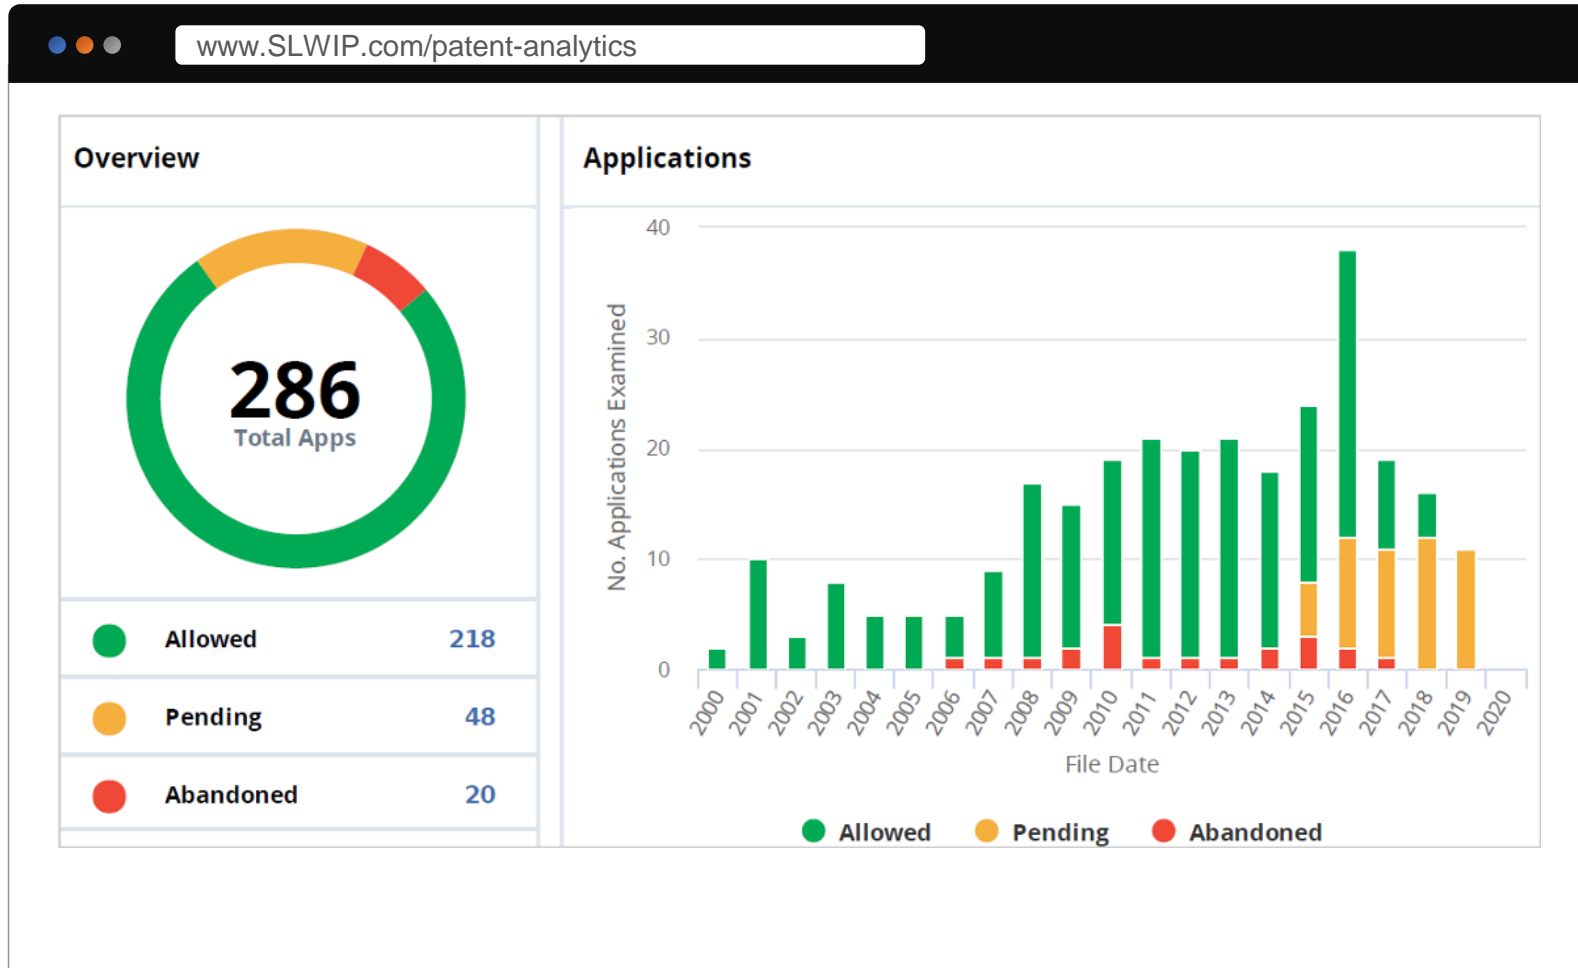 www.SLWIP.com/patent-analytics
Overview
286
Total Apps
Allowed 218
Pending 48
Abandoned 20
Applications
No. Applications Examined
40
30
20
10
0
2000 2001 2002 2003 2004 2005 2006 2007 2008 2009 2010 2011 2012 2013 2014 2015 2016 2017 2018 2019 2020
File Date
Allowed Pending Abandoned